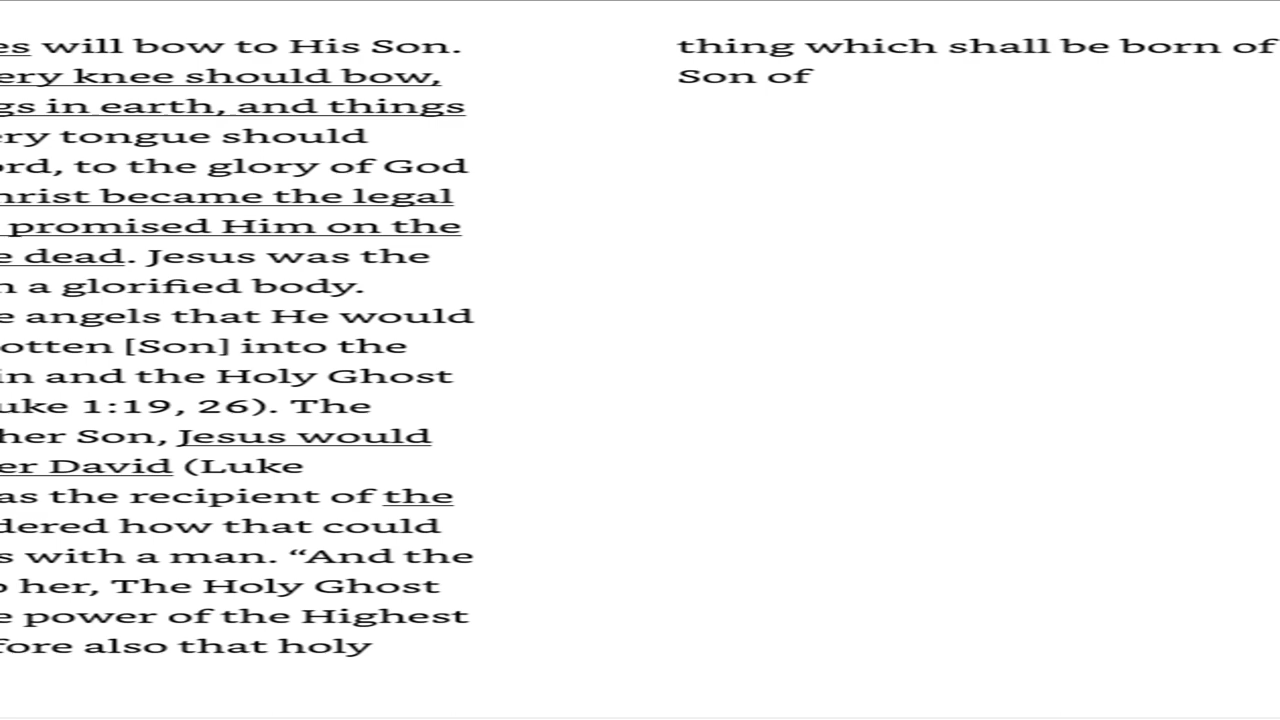 es will bow to His Son.
ery knee should bow,
gs in earth, and things
ery tongue should
ord, to the glory of God
hrist became the legal
promised Him on the
e dead. Jesus was the
n a glorified body.
e angels that He would
otten [Son] into the
in and the Holy Ghost
uke 1:19, 26). The
her Son, Jesus would
er David (Luke
as the recipient of the
dered how that could
s with a man. “And the
o her, The Holy Ghost
e power of the Highest
fore also that holy
thing which shall be born of
Son of